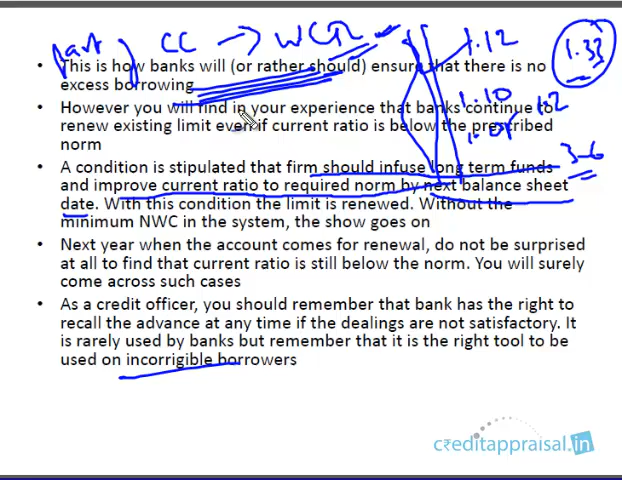 part of CC → WCTL
1.12
1.33
• This is how banks will (or rather should) ensure that there is no
excess borrowing
1.10
1.2
• However you will find in your experience that banks continue to
renew existing limit even if current ratio is below the prescribed
norm
3-6
• A condition is stipulated that firm should infuse long term funds
and improve current ratio to required norm by next balance sheet
date. With this condition the limit is renewed. Without the
minimum NWC in the system, the show goes on
• Next year when the account comes for renewal, do not be surprised
at all to find that current ratio is still below the norm. You will surely
come across such cases
• As a credit officer, you should remember that bank has the right to
recall the advance at any time if the dealings are not satisfactory. It
is rarely used by banks but remember that it is the right tool to be
used on incorrigible borrowers
c₹editappraisal.in